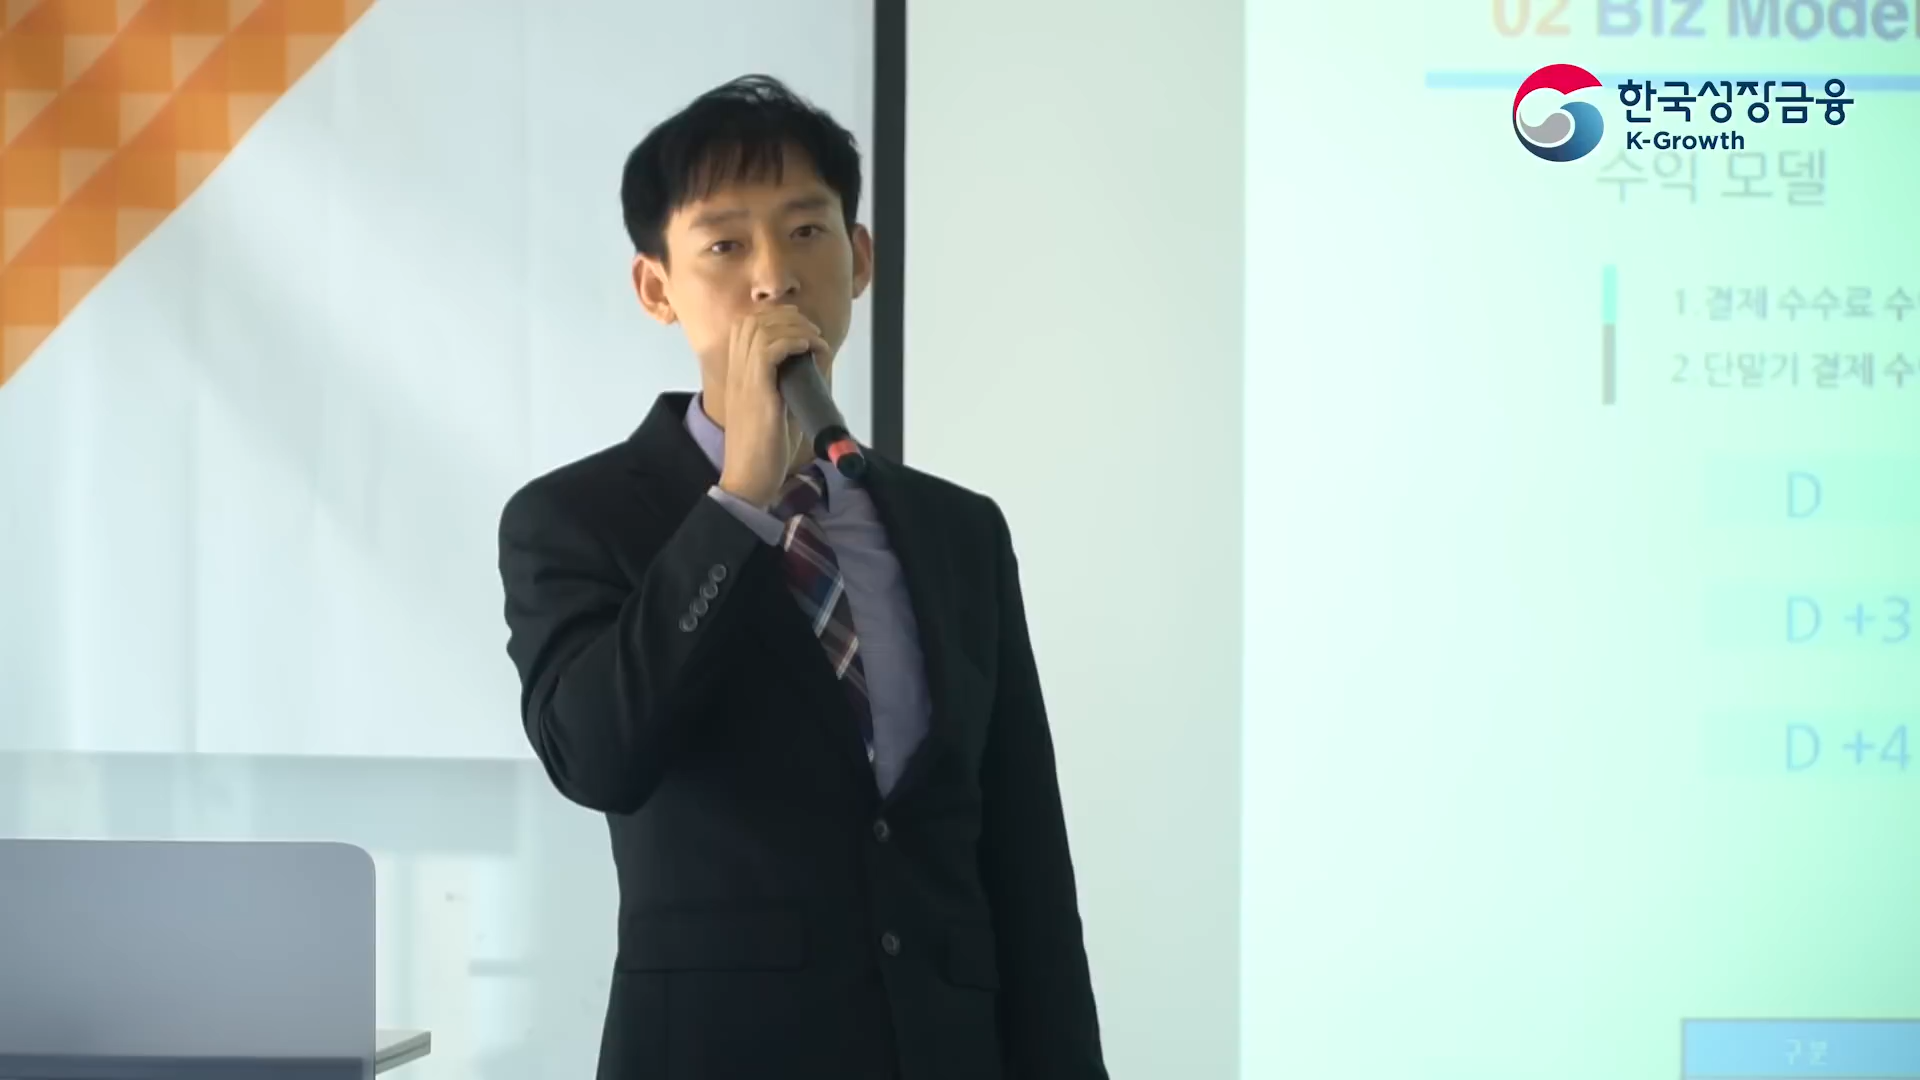 02 Biz Model
한국성장금융
K-Growth
수익 모델
1. 결제 수수료 수
2. 단말기 결제 수
D
D +3
D +4
구분